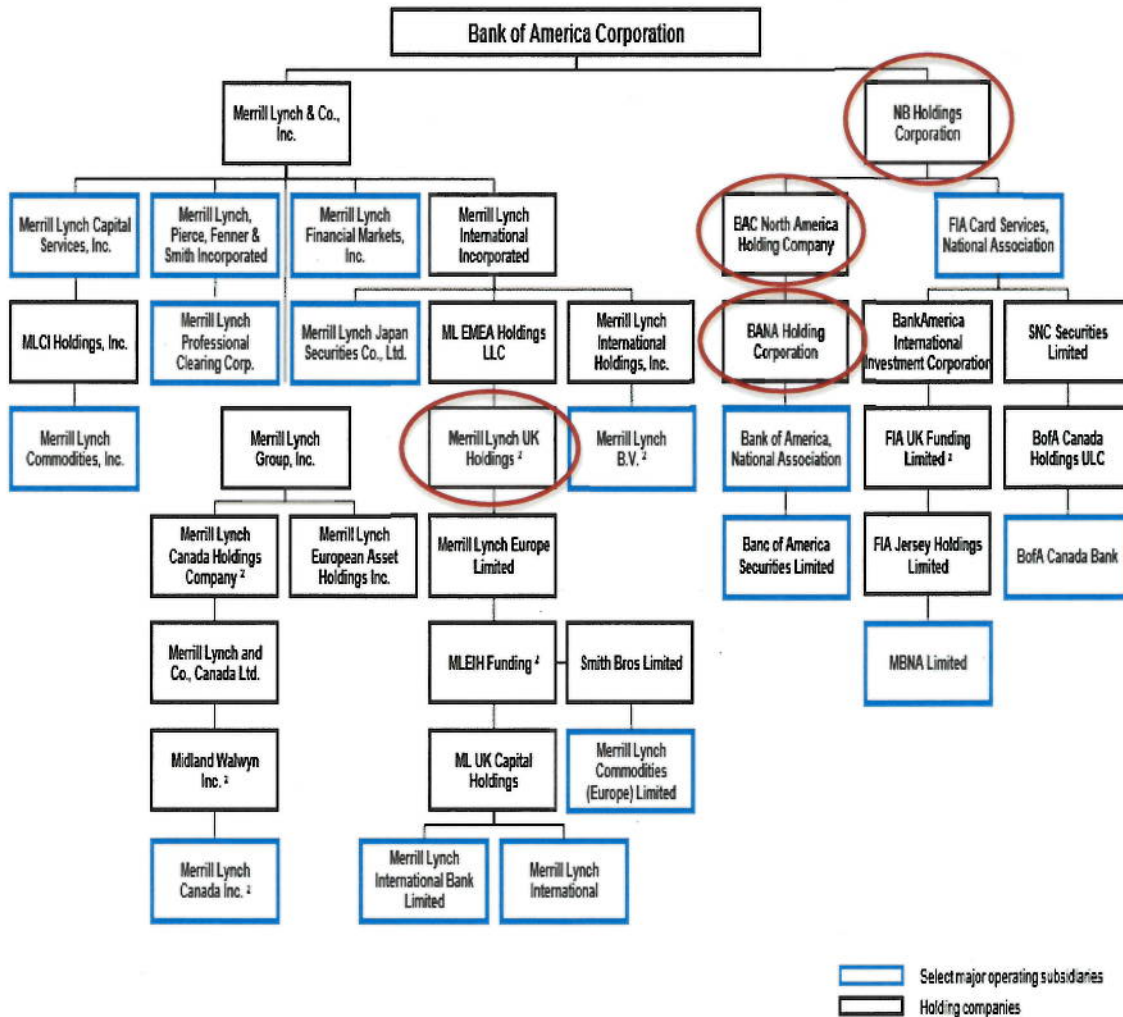 Bank of America Corporation
Merrill Lynch & Co.,
Inc.
NB Holdings
Corporation
Merrill Lynch Capital
Services, Inc.
Merrill Lynch,
Pierce, Fenner &
Smith Incorporated
Merrill Lynch
Financial Markets,
Inc.
Merrill Lynch
International
Incorporated
BAC North America
Holding Company
FIA Card Services,
National Association
MLCI Holdings, Inc.
Merrill Lynch
Professional
Clearing Corp.
Merrill Lynch Japan
Securities Co., Ltd.
ML EMEA Holdings
LLC
Merrill Lynch
International
Holdings, Inc.
BANA Holding
Corporation
BankAmerica
International
Investment Corporation
SNC Securities
Limited
Merrill Lynch
Commodities, Inc.
Merrill Lynch
Group, Inc.
Merrill Lynch UK
Holdings ²
Merrill Lynch
B.V. ²
Bank of America,
National Association
FIA UK Funding
Limited ²
BofA Canada
Holdings ULC
Merrill Lynch
Canada Holdings
Company ²
Merrill Lynch
European Asset
Holdings Inc.
Merrill Lynch Europe
Limited
Banc of America
Securities Limited
FIA Jersey Holdings
Limited
BofA Canada Bank
Merrill Lynch and
Co., Canada Ltd.
MLEIH Funding ²
Smith Bros Limited
MBNA Limited
Midland Walwyn
Inc. ²
ML UK Capital
Holdings
Merrill Lynch
Commodities
(Europe) Limited
Merrill Lynch
Canada Inc. ²
Merrill Lynch
International Bank
Limited
Merrill Lynch
International
Select major operating subsidiaries
Holding companies